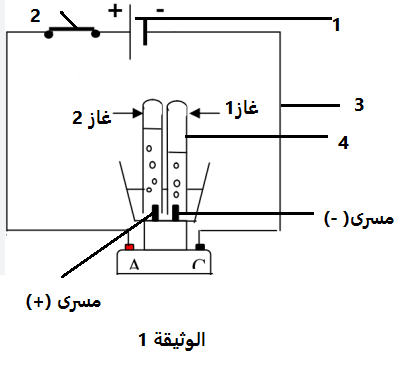 2
+ -
1
غاز 2
غاز1
3
4
مسرى( -)
A C
مسرى (+)
الوثيقة 1